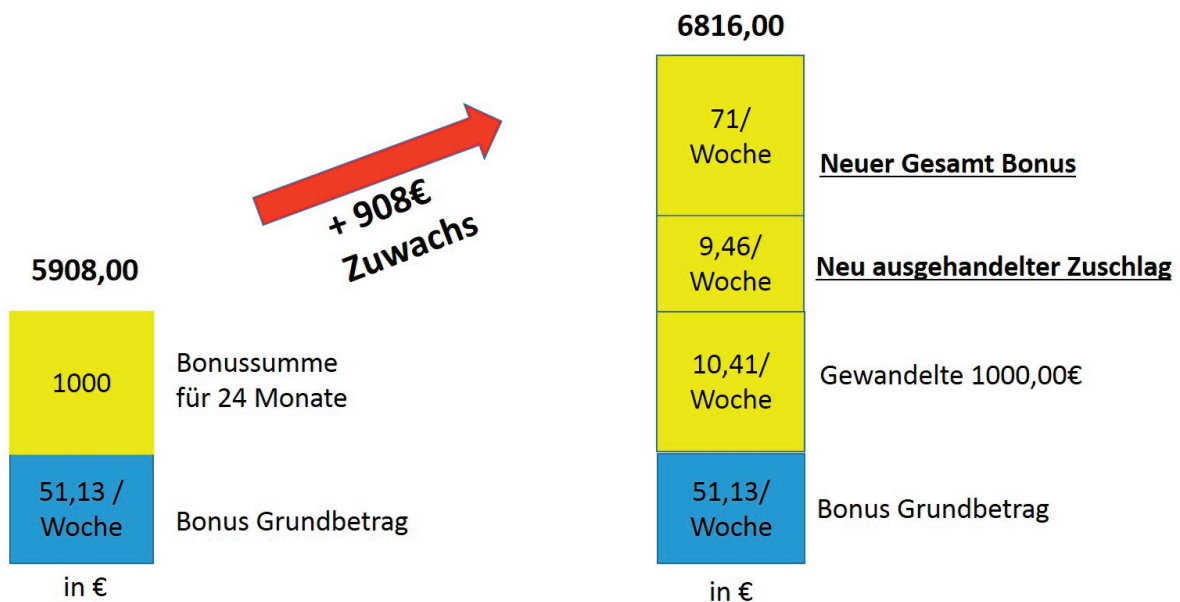 5908,00
1000
Bonussumme
für 24 Monate
51,13 /
Woche
Bonus Grundbetrag
in €
+ 908€
Zuwachs
6816,00
71/
Woche
Neuer Gesamt Bonus
9,46/
Woche
Neu ausgehandelter Zuschlag
10,41/
Woche
Gewandelte 1000,00€
51,13/
Woche
Bonus Grundbetrag
in €